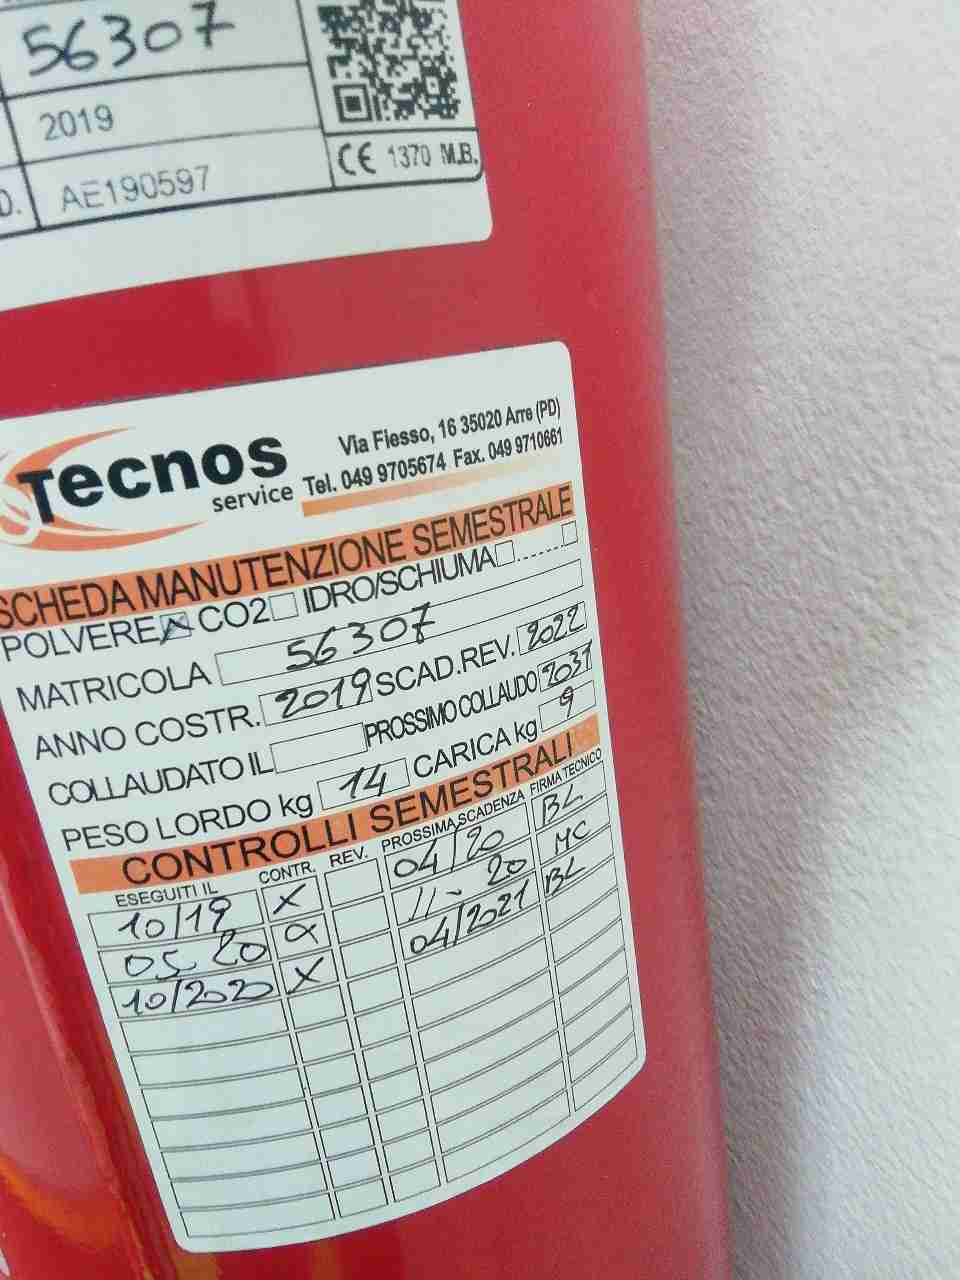 56307
2019
CE 1370 M.B.
D. AE190597
Tecnos
service
Via Fiesso, 16 35020 Arre (PD)
Tel. 049 9705674 Fax. 049 9710661
SCHEDA MANUTENZIONE SEMESTRALE
POLVERE X CO2 IDRO/SCHIUMA ........
MATRICOLA 56307
ANNO COSTR. 2019 SCAD.REV. 2022
COLLAUDATO IL PROSSIMO COLLAUDO 2031
PESO LORDO kg 14 CARICA kg 9
CONTROLLI SEMESTRALI
ESEGUITI IL CONTR. REV. PROSSIMA SCADENZA FIRMA TECNICO
10/19 X 04/20 BL
05 20 X 11-20 MC
10/2020 X 04/2021 BL